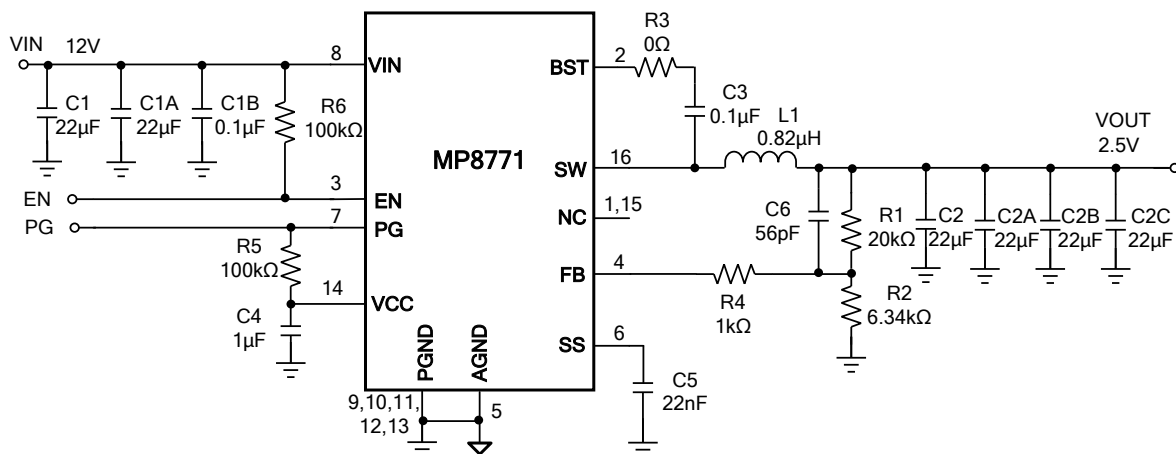 VIN
12V
C1
22µF
C1A
22µF
C1B
0.1µF
R6
100kΩ
EN
PG
R5
100kΩ
C4
1µF
8
VIN
3
EN
7
PG
14
VCC
MP8771
PGND
AGND
9,10,11,
12,13
5
BST
2
R3
0Ω
C3
0.1µF
SW
16
L1
0.82µH
NC
1,15
FB
4
R4
1kΩ
SS
6
C5
22nF
C6
56pF
R1
20kΩ
R2
6.34kΩ
C2
22µF
C2A
22µF
C2B
22µF
C2C
22µF
VOUT
2.5V